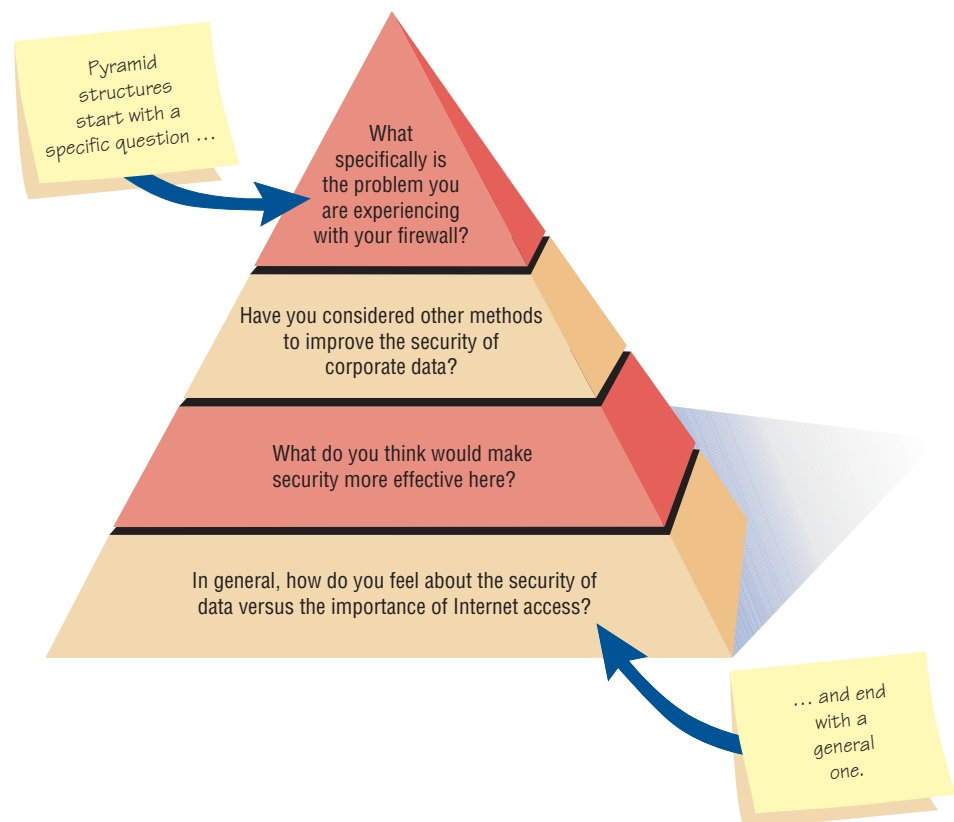 Pyramid
structures
start with a
specific question ...
What
specifically is
the problem you
are experiencing
with your firewall?
Have you considered other methods
to improve the security of
corporate data?
What do you think would make
security more effective here?
In general, how do you feel about the security of
data versus the importance of Internet access?
... and end
with a
general
one.